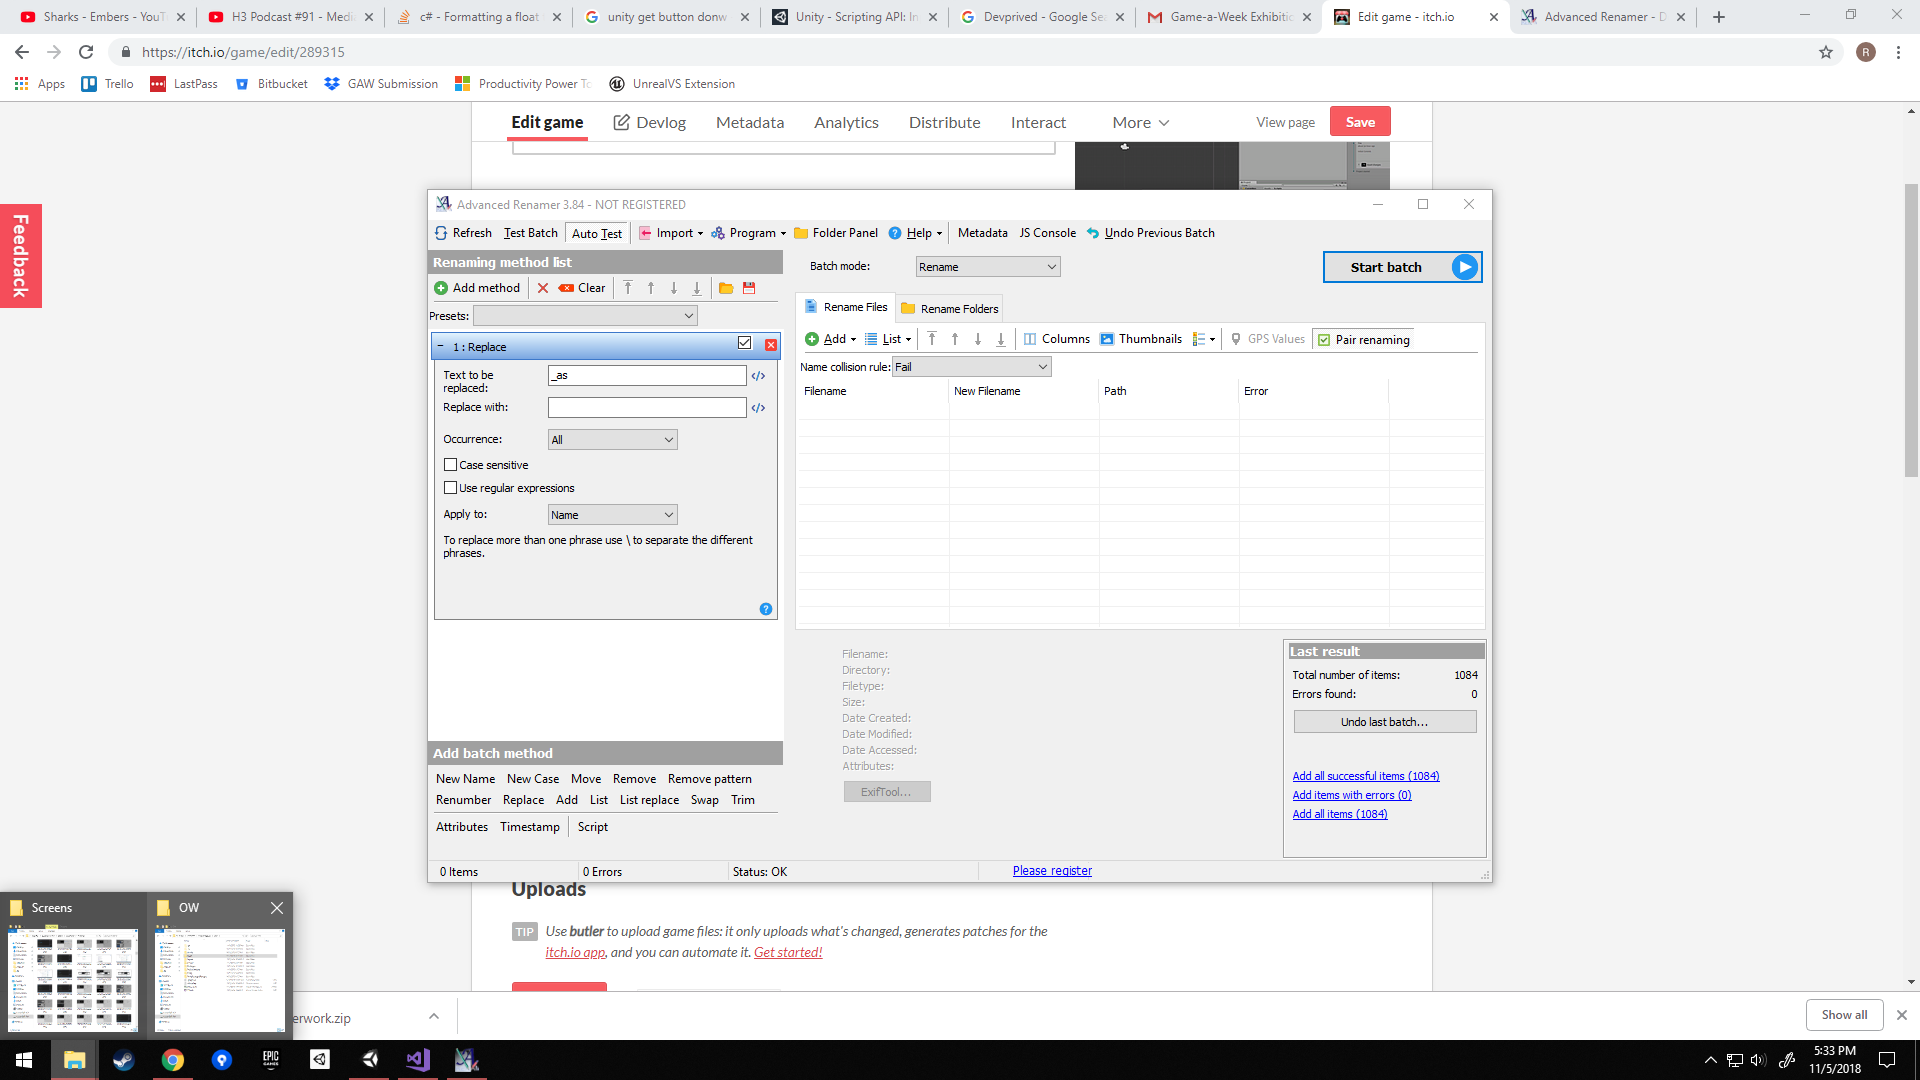 Sharks - Embers - YouT
H3 Podcast #91 - Medi
c# - Formatting a float
unity get button donw
Unity - Scripting API: In
Devprived - Google Sea
Game-a-Week Exhibitio
Edit game - itch.io
Advanced Renamer - D
https://itch.io/game/edit/289315
R
Apps
Trello
LastPass
Bitbucket
GAW Submission
Productivity Power To
UnrealVS Extension
Edit game
Devlog
Metadata
Analytics
Distribute
Interact
More
View page
Save
Feedback
Advanced Renamer 3.84 - NOT REGISTERED
Refresh
Test Batch
Auto Test
Import
Program
Folder Panel
Help
Metadata
JS Console
Undo Previous Batch
Renaming method list
Batch mode:
Rename
Start batch
Add method
Clear
Presets:
Rename Files
Rename Folders
1 : Replace
Add
List
Columns
Thumbnails
GPS Values
Pair renaming
Name collision rule: Fail
Text to be replaced:
_as
Replace with:
Filename
New Filename
Path
Error
Occurrence:
All
Case sensitive
Use regular expressions
Apply to:
Name
To replace more than one phrase use \ to separate the different
phrases.
Filename:
Directory:
Filetype:
Size:
Date Created:
Date Modified:
Date Accessed:
Attributes:
ExifTool...
Last result
Total number of items: 1084
Errors found: 0
Undo last batch...
Add all successful items (1084)
Add items with errors (0)
Add all items (1084)
Add batch method
New Name
New Case
Move
Remove
Remove pattern
Renumber
Replace
Add
List
List replace
Swap
Trim
Attributes
Timestamp
Script
0 Items
0 Errors
Status: OK
Please register
Uploads
TIP
Use butler to upload game files: it only uploads what's changed, generates patches for the
itch.io app, and you can automate it. Get started!
Screens
OW
erwork.zip
Show all
EPIC GAMES
5:33 PM
11/5/2018